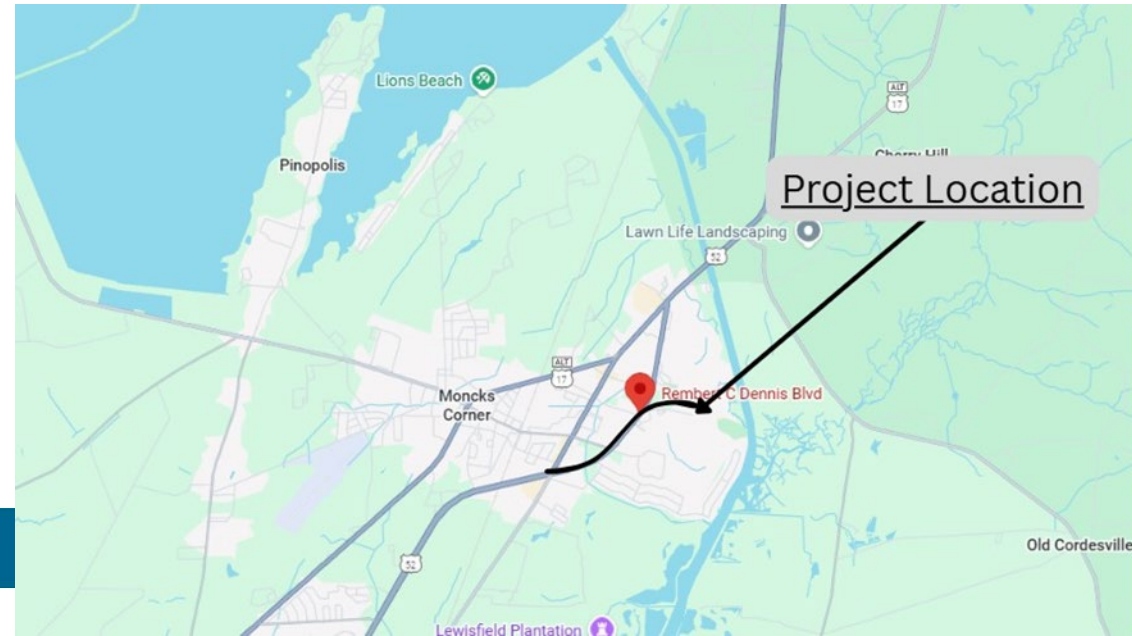 Lions Beach
ALT
17
Pinopolis
Cherry Hill
Project Location
Lawn Life Landscaping
52
ALT
17
Moncks
Corner
Rembert C Dennis Blvd
52
Old Cordesville
Lewisfield Plantation